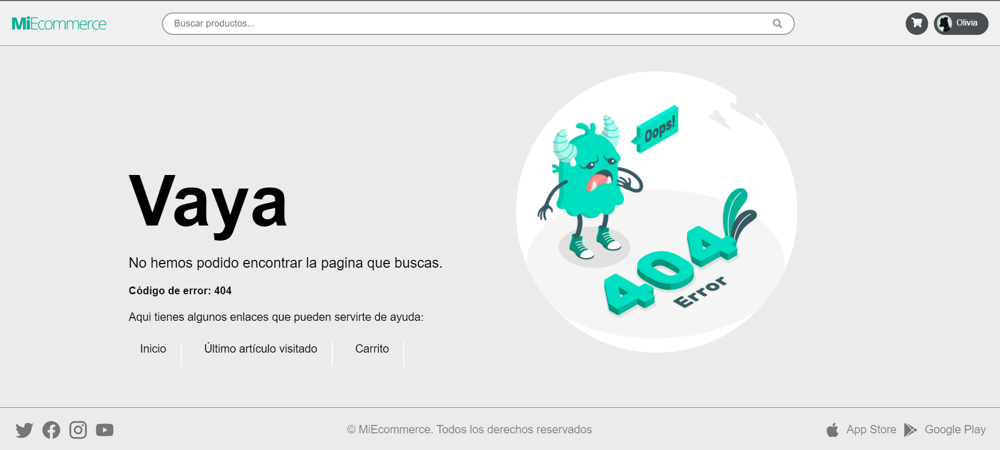 MiEcommerce
Buscar productos...
Olivia
Oops!
Vaya
No hemos podido encontrar la pagina que buscas.
Código de error: 404
Aqui tienes algunos enlaces que pueden servirte de ayuda:
Inicio
Último artículo visitado
Carrito
404
Error
© MiEcommerce. Todos los derechos reservados
App Store
Google Play